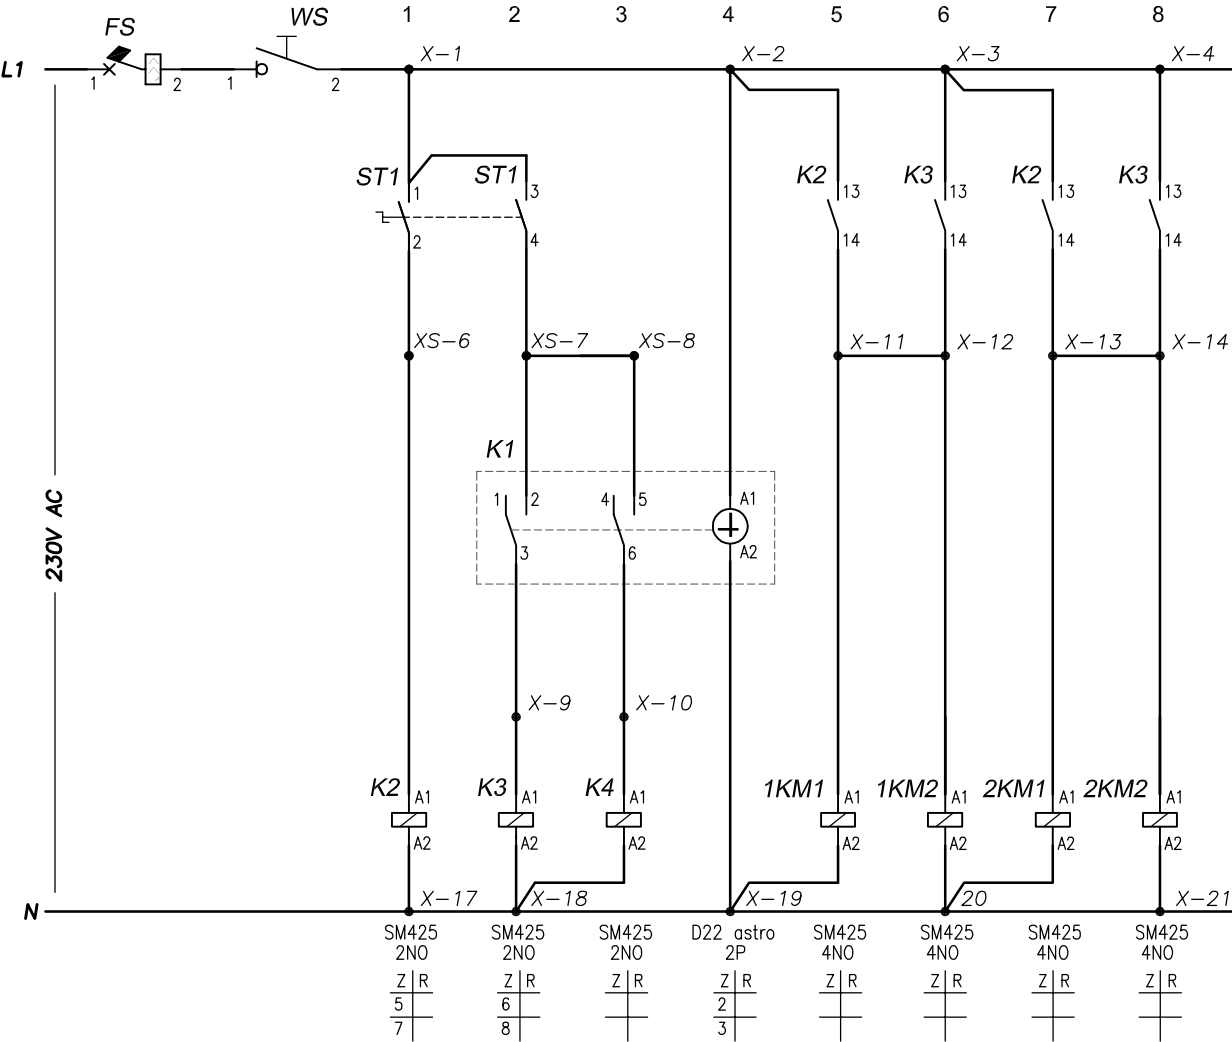 1 2 3 4 5 6 7 8
FS WS
L1 1 2 1 2 X-1 X-2 X-3 X-4
ST1 1 ST1 3 K2 13 K3 13 K2 13 K3 13
2 4 14 14 14 14
XS-6 XS-7 XS-8 X-11 X-12 X-13 X-14
K1
1 2 4 5 A1
230V AC
3 6 A2
X-9 X-10
K2 A1 K3 A1 K4 A1 1KM1 A1 1KM2 A1 2KM1 A1 2KM2 A1
A2 A2 A2 A2 A2 A2 A2
N X-17 X-18 X-19 20 X-21
SM425 SM425 SM425 D22 astro SM425 SM425 SM425 SM425
2NO 2NO 2NO 2P 4NO 4NO 4NO 4NO
Z R Z R Z R Z R Z R Z R Z R Z R
5 6 2
7 8 3